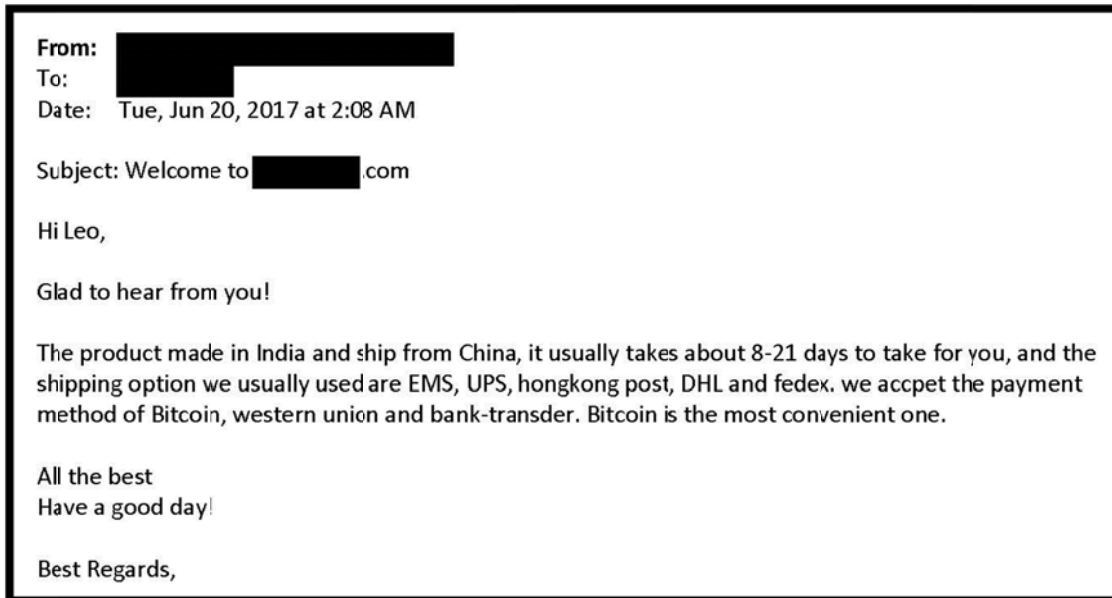 From:
To:
Date: Tue, Jun 20, 2017 at 2:08 AM
Subject: Welcome to .com
Hi Leo,
Glad to hear from you!
The product made in India and ship from China, it usually takes about 8-21 days to take for you, and the
shipping option we usually used are EMS, UPS, hongkong post, DHL and fedex. we accpet the payment
method of Bitcoin, western union and bank-transder. Bitcoin is the most convenient one.
All the best
Have a good day!
Best Regards,